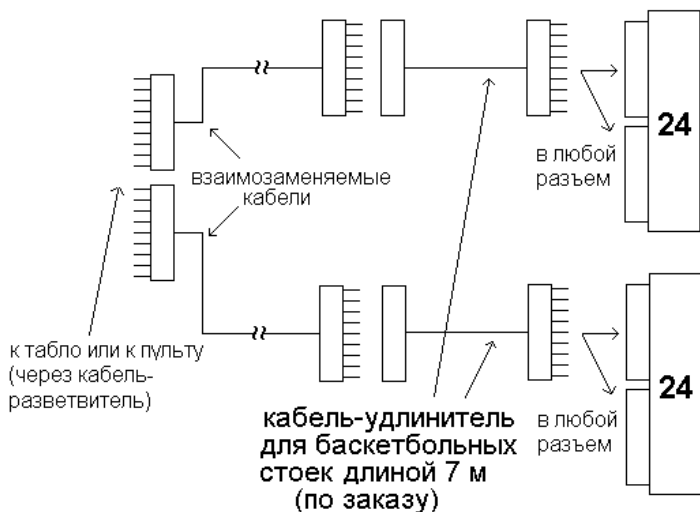 24
в любой
разъем
взаимозаменяемые
кабели
к табло или к пульту
(через кабель-
разветвитель)
24
кабель-удлинитель
для баскетбольных
стоек длиной 7 м
(по заказу)
в любой
разъем